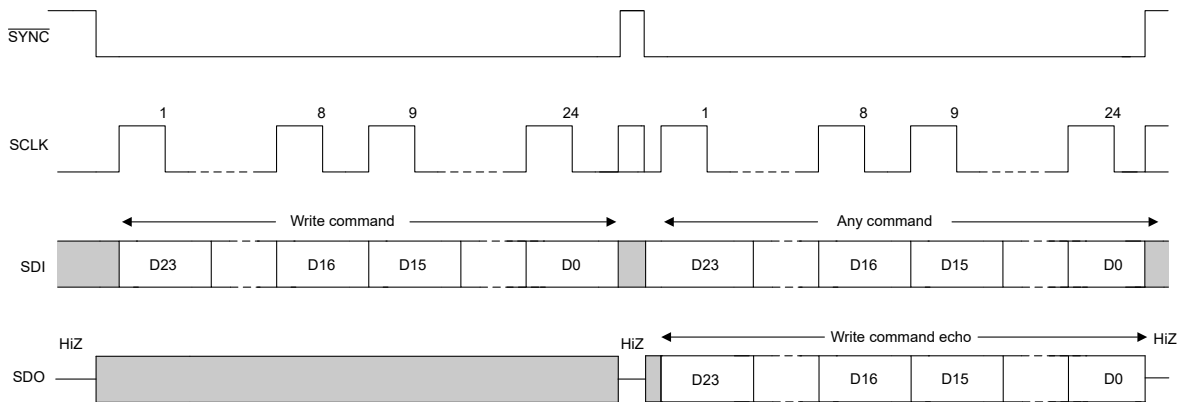 SYNC
1 8 9 24 1 8 9 24
SCLK
Write command Any command
SDI D23 D16 D15 D0 D23 D16 D15 D0
HiZ HiZ Write command echo HiZ
SDO D23 D16 D15 D0